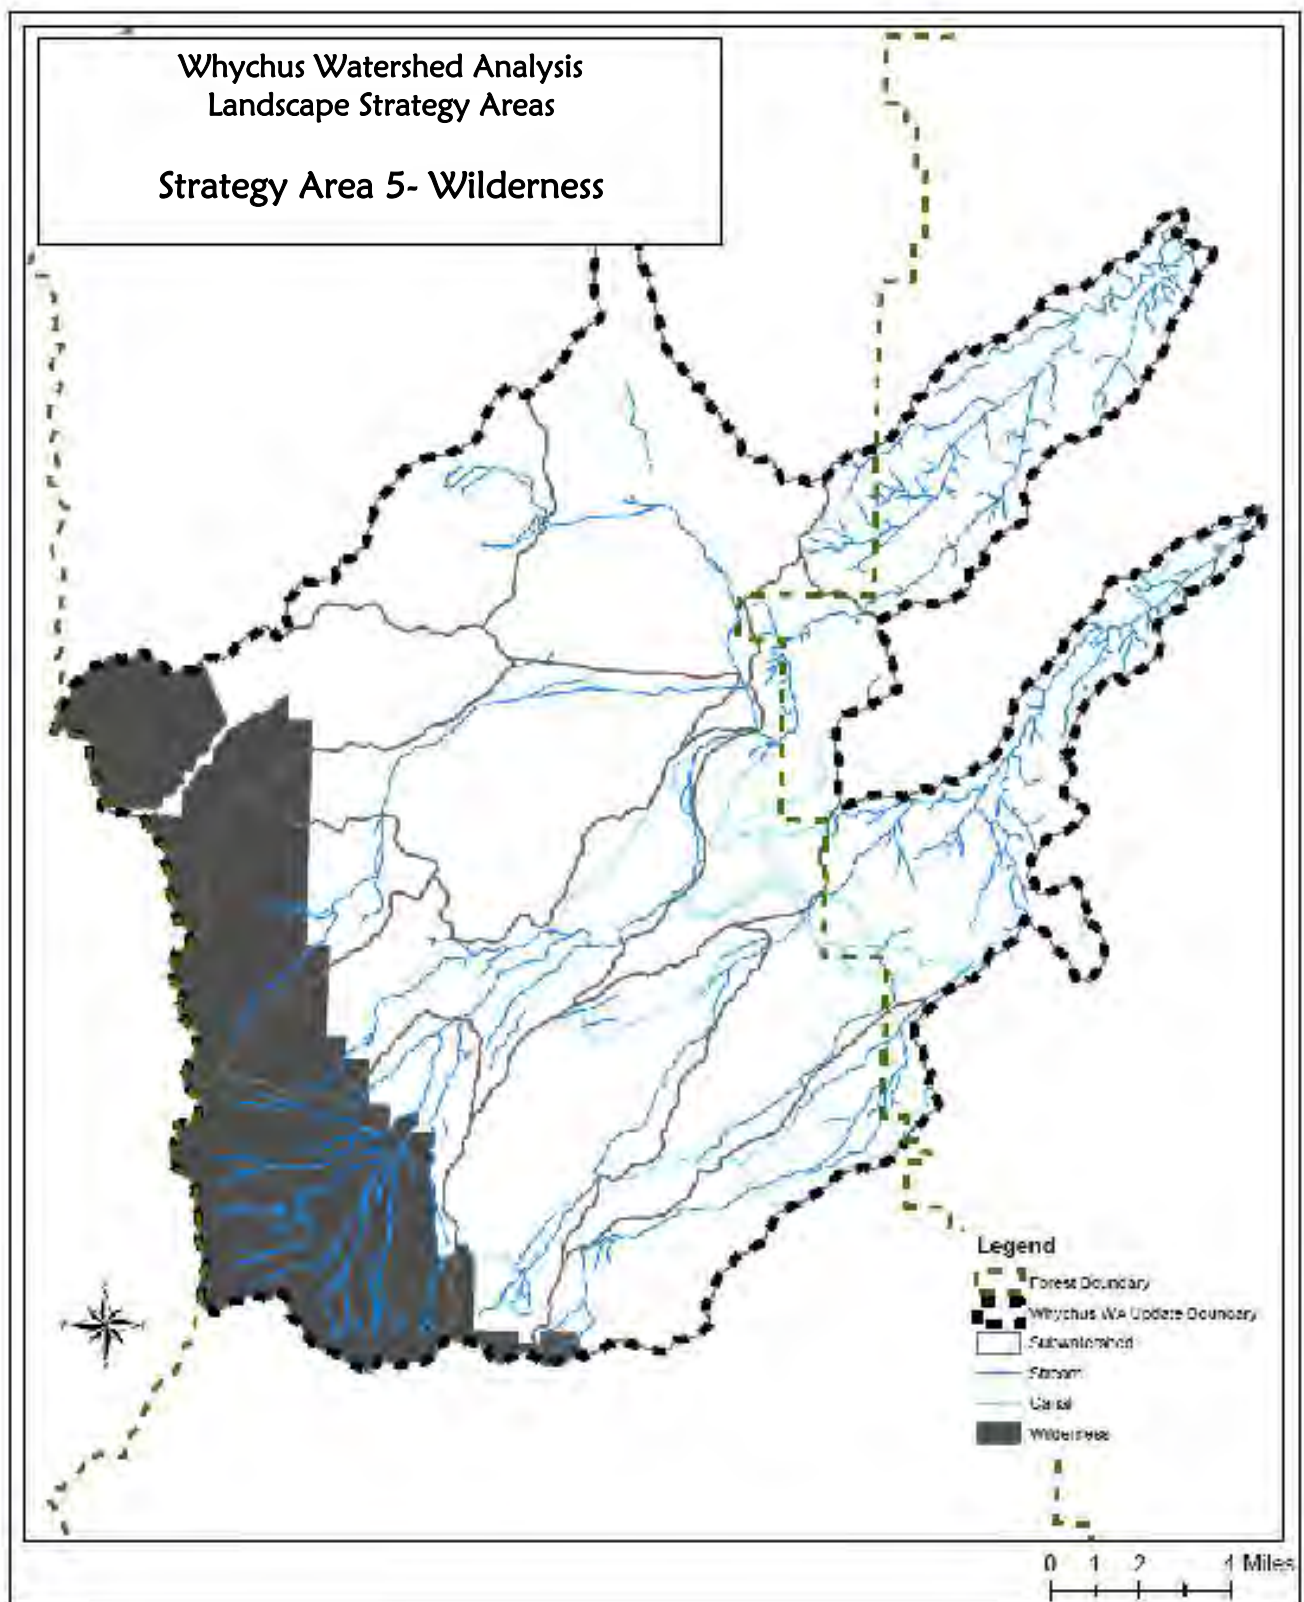 Whychus Watershed Analysis
Landscape Strategy Areas
Strategy Area 5- Wilderness
Legend
Forest Boundary
Whychus WA Update Boundary
Subwatershed
Stream
Canal
Wilderness
0 1 2 4 Miles